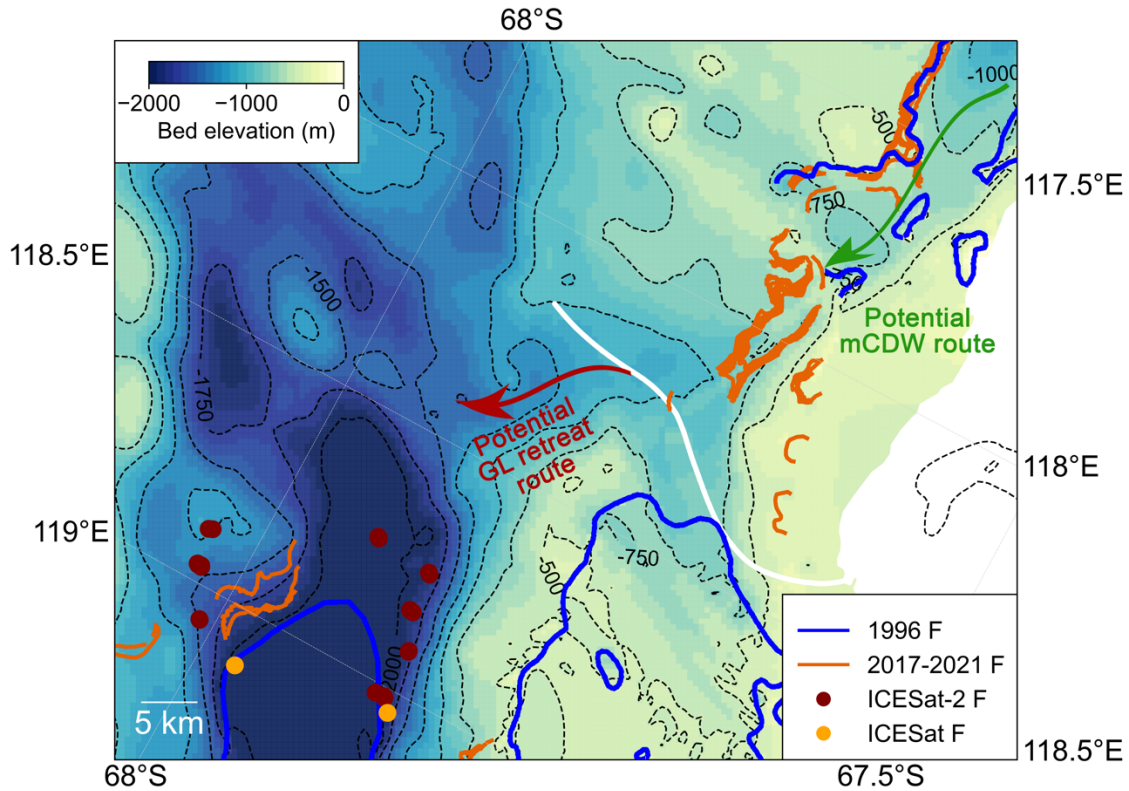 68°S
−2000 −1000 0
Bed elevation (m)
-1000
-500
117.5°E
750
118.5°E
-1500
750
Potential
mCDW route
-1750
Potential
GL retreat
route
118°E
119°E
-750
-500
2000
5 km
1996 F
2017-2021 F
ICESat-2 F
ICESat F
118.5°E
68°S
67.5°S